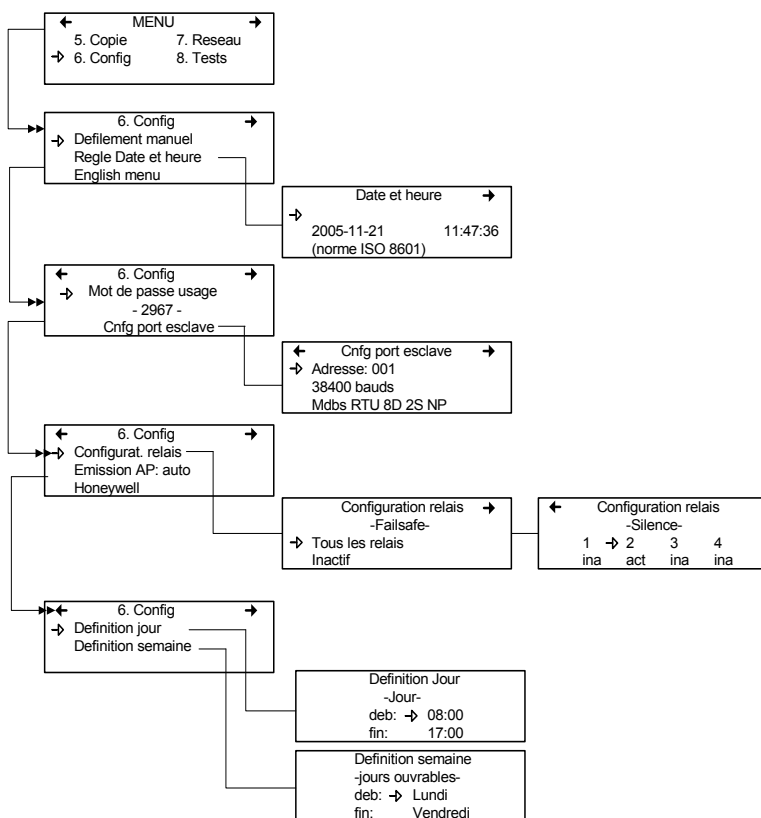 MENU
5. Copie 7. Reseau
6. Config 8. Tests
6. Config
Defilement manuel
Regle Date et heure
English menu
Date et heure
2005-11-21 11:47:36
(norme ISO 8601)
6. Config
Mot de passe usage
- 2967 -
Cnfg port esclave
Cnfg port esclave
Adresse: 001
38400 bauds
Mdbs RTU 8D 2S NP
6. Config
Configurat. relais
Emission AP: auto
Honeywell
Configuration relais
-Failsafe-
Tous les relais
Inactif
Configuration relais
-Silence-
1 2 3 4
ina act ina ina
6. Config
Definition jour
Definition semaine
Definition Jour
-Jour-
deb: 08:00
fin: 17:00
Definition semaine
-jours ouvrables-
deb: Lundi
fin: Vendredi